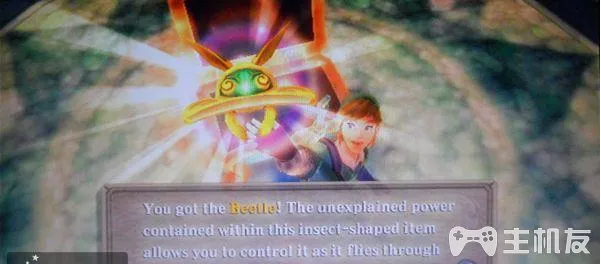 You got the Beetle! The unexplained power
contained within this insect-shaped item
allows you to control it as it flies through
主机友